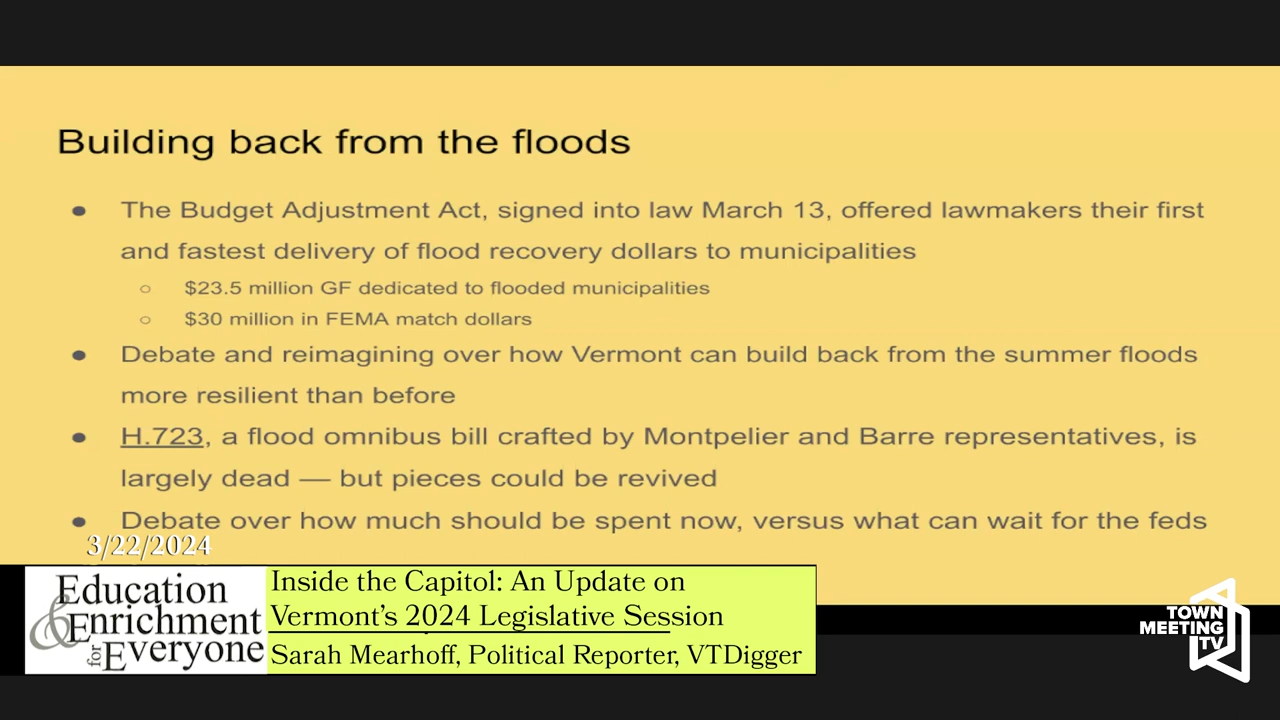 Building back from the floods
● The Budget Adjustment Act, signed into law March 13, offered lawmakers their first
and fastest delivery of flood recovery dollars to municipalities
○ $23.5 million GF dedicated to flooded municipalities
○ $30 million in FEMA match dollars
● Debate and reimagining over how Vermont can build back from the summer floods
more resilient than before
● H.723, a flood omnibus bill crafted by Montpelier and Barre representatives, is
largely dead — but pieces could be revived
● Debate over how much should be spent now, versus what can wait for the feds
3/22/2024
Education
& Enrichment
for Everyone
Inside the Capitol: An Update on
Vermont's 2024 Legislative Session
Sarah Mearhoff, Political Reporter, VTDigger
TOWN
MEETING
TV